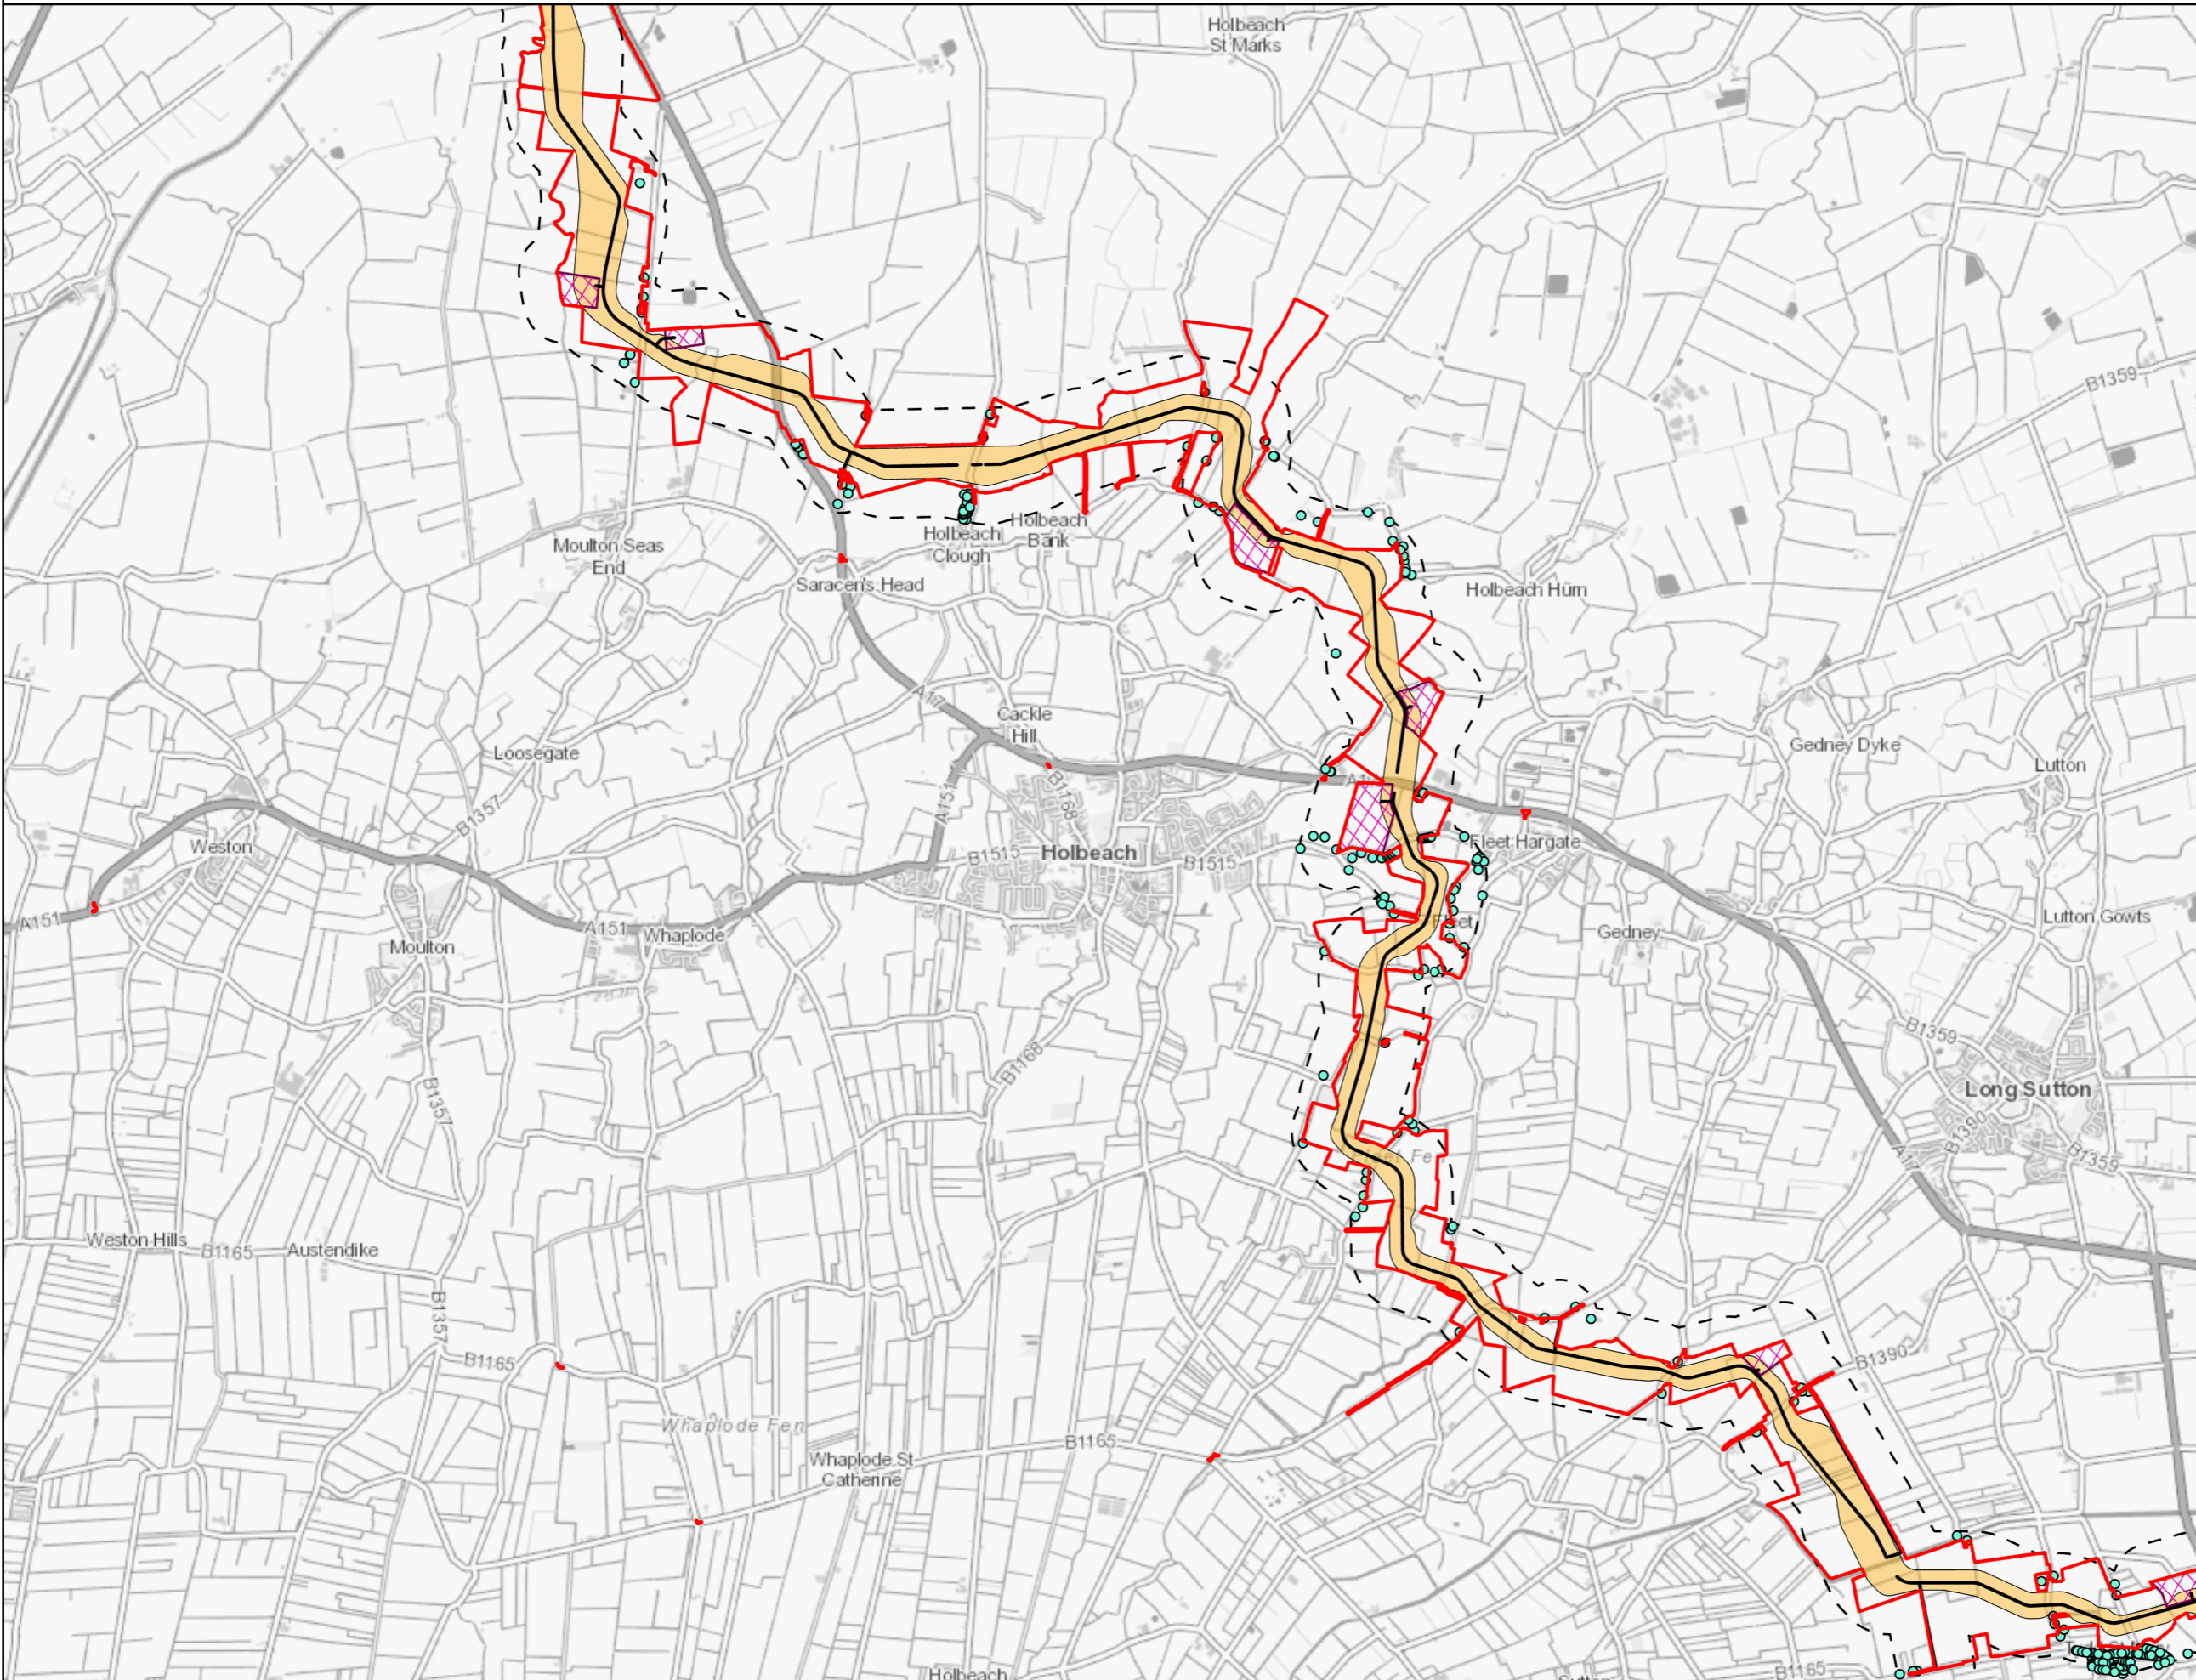 Holbeach
St Marks
B1359
Moulton Seas
End
Holbeach
Clough
Holbeach
Bank
Saracen's Head
Holbeach Hurn
A17
Cackle
Hill
Loosegate
Gedney Dyke
Lutton
B1357
A151
B1168
Weston
B1515
Holbeach
B1515
Fleet Hargate
A151
Moulton
A151
Whaplode
Fleet
Gedney
Lutton Gowts
B1168
B1359
B1357
Long Sutton
B1390
A17
B1359
Weston Hills
B1165
Austendike
B1357
B1165
B1390
Whaplode Fen
B1165
Whaplode St
Catherine
Holbeach
Sutton
B1165